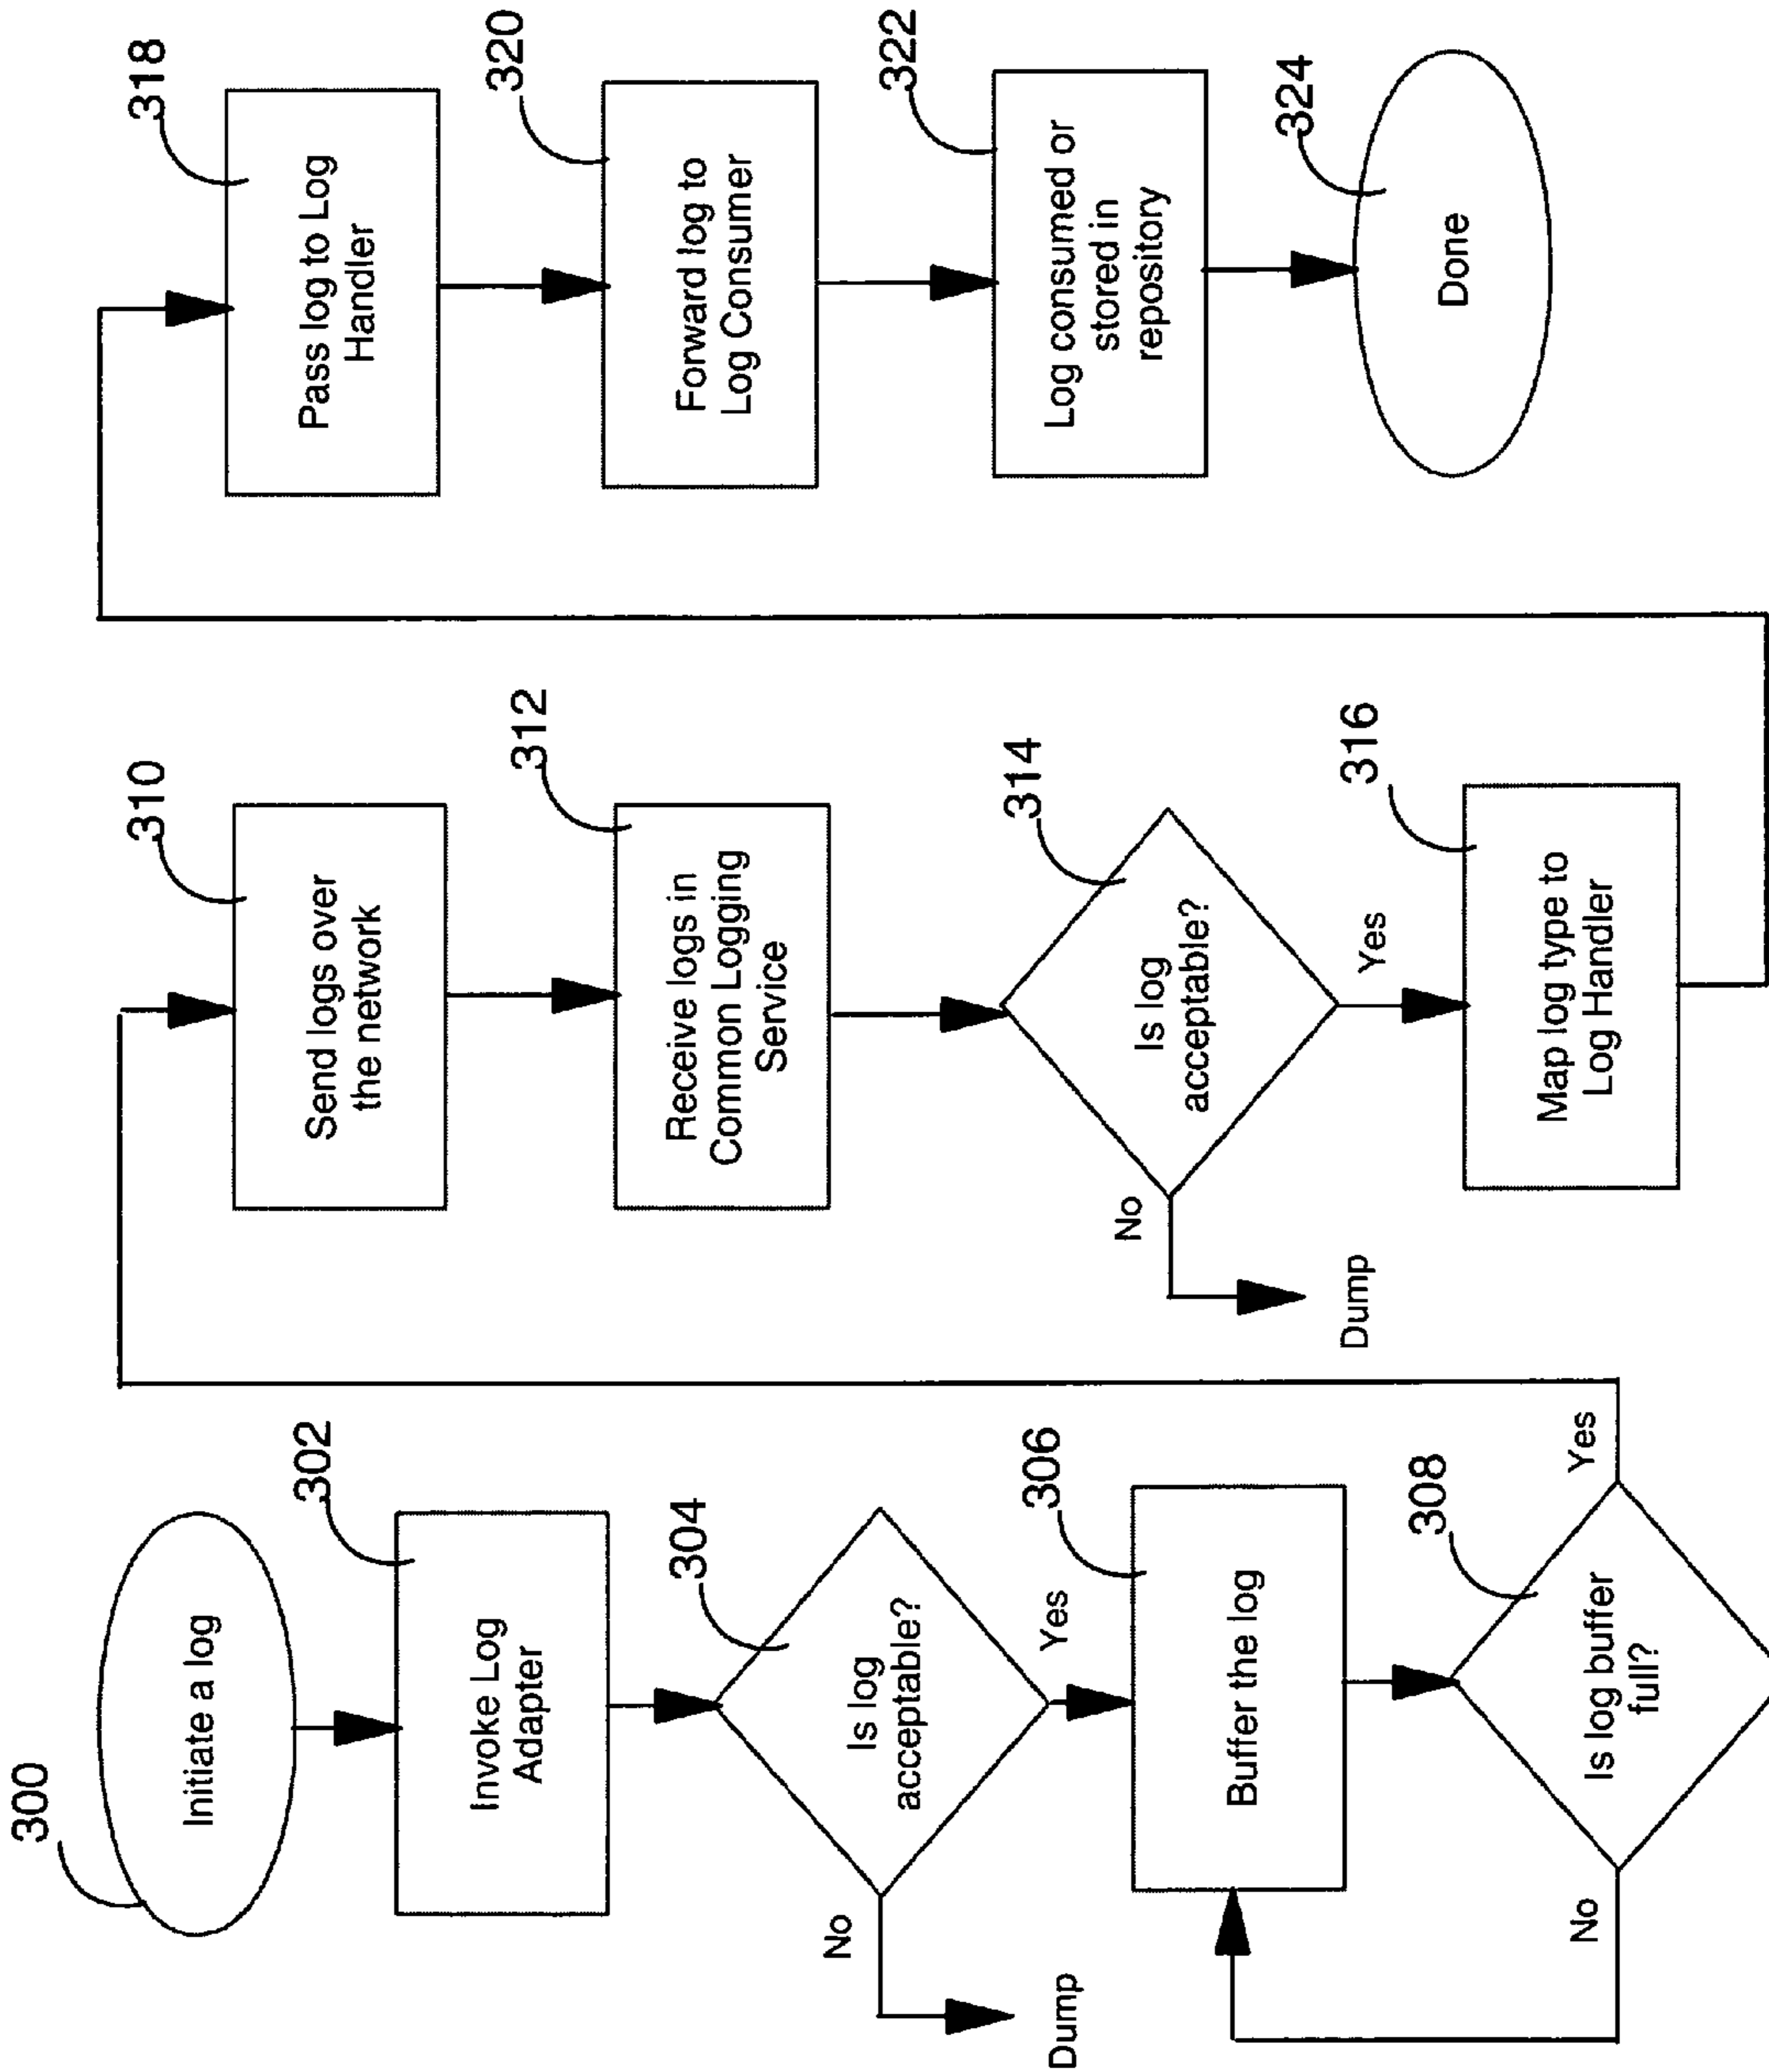 300
Initiate a log
302
Invoke Log
Adapter
304
Is log
acceptable?
No
Dump
Yes
306
Buffer the log
308
Is log buffer
full?
No
Yes
310
Send logs over
the network
312
Receive logs in
Common Logging
Service
314
Is log
acceptable?
No
Dump
Yes
316
Map log type to
Log Handler
318
Pass log to Log
Handler
320
Forward log to
Log Consumer
322
Log consumed or
stored in
repository
324
Done